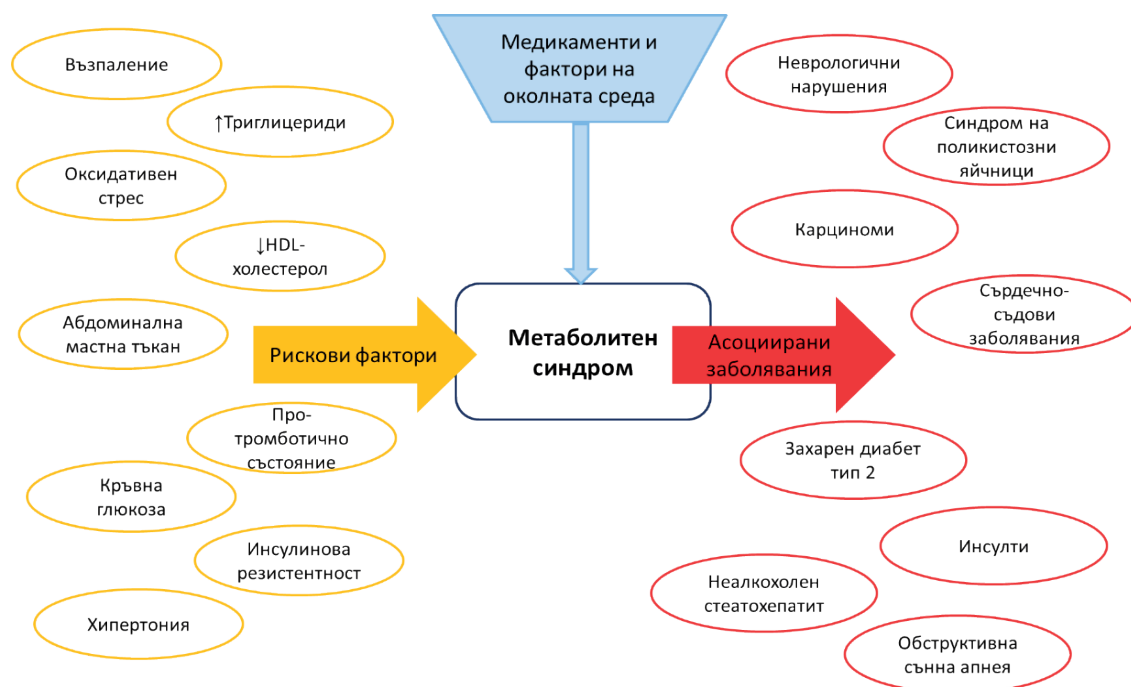 Възпаление
↑Триглицериди
Оксидативен
стрес
↓HDL-
холестерол
Абдоминална
мастна тъкан
Рискови фактори
Про-
тромботично
състояние
Кръвна
глюкоза
Инсулинова
резистентност
Хипертония
Медикаменти и
фактори на
околната среда
Метаболитен
синдром
Асоциирани
заболявания
Неврологични
нарушения
Синдром на
поликистозни
яйчници
Карциноми
Сърдечно-
съдови
заболявания
Захарен диабет
тип 2
Инсулти
Неалкохолен
стеатохепатит
Обструктивна
сънна апнея